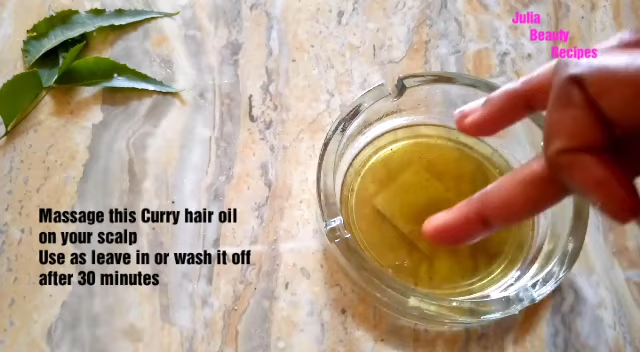 Julia
Beauty
Recipes
Massage this Curry hair oil
on your scalp
Use as leave in or wash it off
after 30 minutes